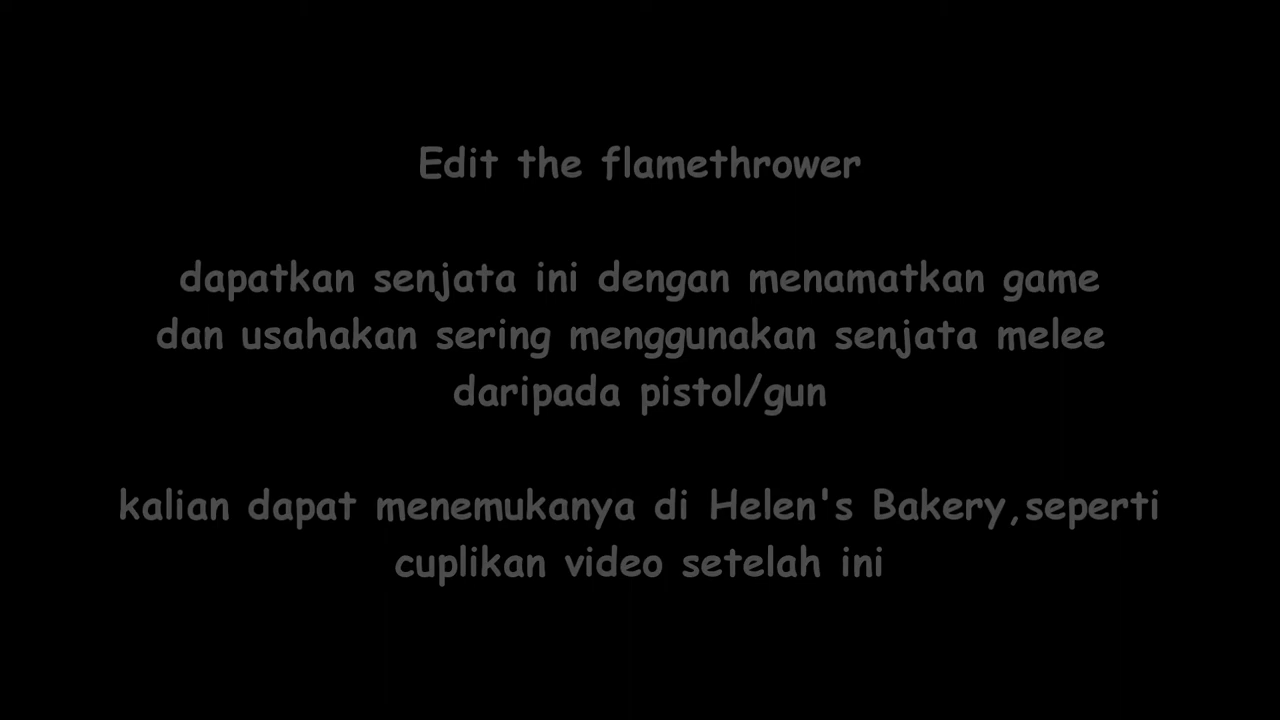 Edit the flamethrower
dapatkan senjata ini dengan menamatkan game
dan usahakan sering menggunakan senjata melee
daripada pistol/gun
kalian dapat menemukanya di Helen's Bakery,seperti
cuplikan video setelah ini